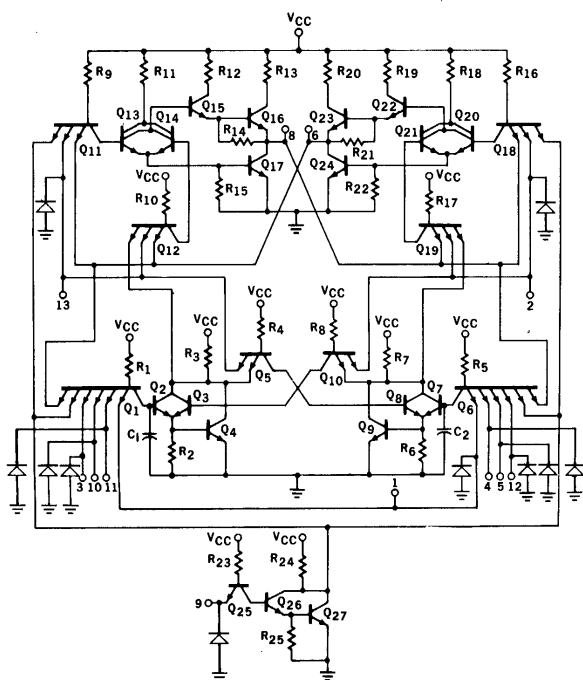 VCC
R9 R11 R12 R13 R20 R19 R18 R16
Q13 Q14 Q15 Q16 Q23 Q22 Q21 Q20
R14 8 6 R21
Q11 Q17 Q24 Q18
VCC R15 R22 VCC
R10 R17
Q12 Q19
13 2
VCC VCC VCC VCC
R4 R8
VCC R3 R7 VCC
R1 Q5 Q10 R5
Q1 Q2 Q3 Q8 Q7 Q6
C1 Q4 Q9 C2
R2 R6
3 10 11 1 4 5 12
VCC VCC
R23 R24
9 Q25 Q26 Q27
R25